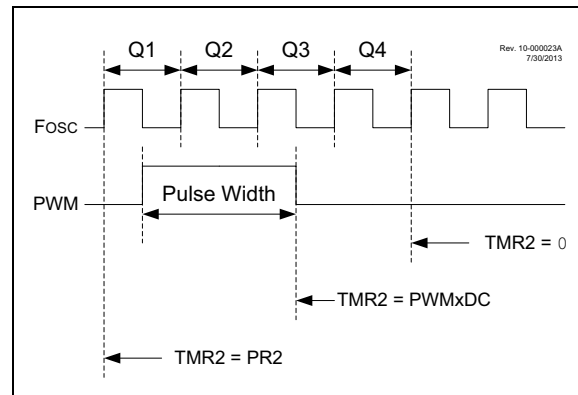 Q1 Q2 Q3 Q4
Rev. 10-000023A
7/30/2013
FOSC
PWM
Pulse Width
TMR2 = 0
TMR2 = PWMxDC
TMR2 = PR2